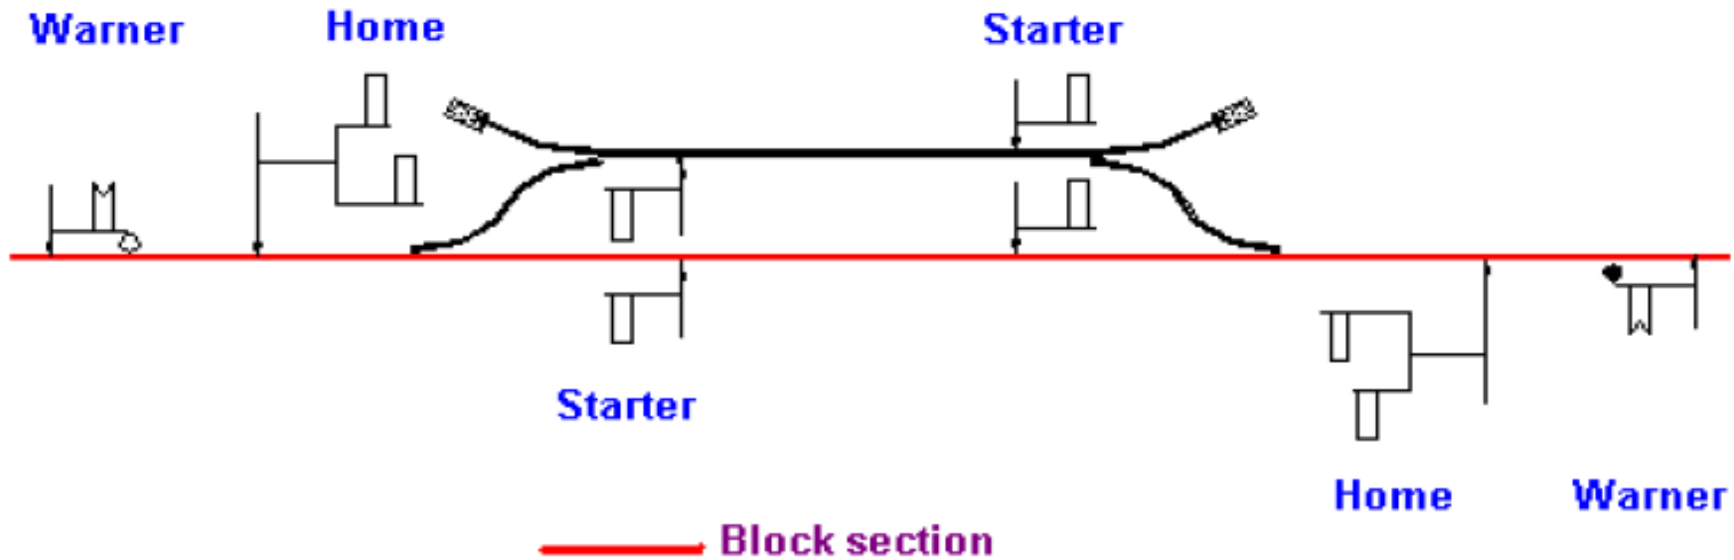 Warner
Home
Starter
Starter
Home
Warner
Block section